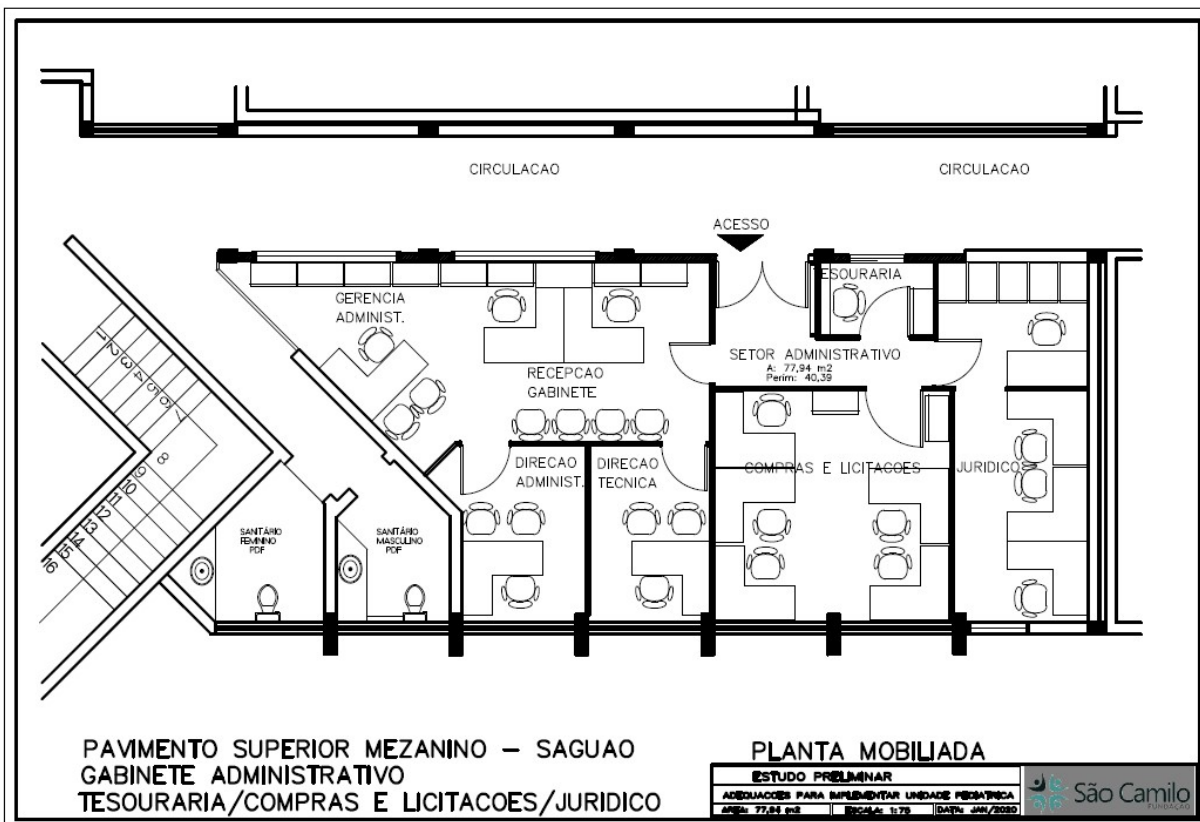 CIRCULACAO
CIRCULACAO
ACESSO
TESOURARIA
GERENCIA
ADMINIST.
SETOR ADMINISTRATIVO
A: 77,94 m2
Perim: 40,39
RECEPCAO
GABINETE
1
2
3
4
5
6
7
8
9
10
11
12
13
14
15
16
DIRECAO
ADMINIST.
DIRECAO
TECNICA
COMPRAS E LICITACOES
JURIDICO
SANITÁRIO
FEMININO
PDF
SANITÁRIO
MASCULINO
PDF
PAVIMENTO SUPERIOR MEZANINO – SAGUAO
GABINETE ADMINISTRATIVO
TESOURARIA/COMPRAS E LICITACOES/JURIDICO
PLANTA MOBILIADA
ESTUDO PRELIMINAR
ADEQUACOES PARA IMPLEMENTAR UNIDADE PEDIATRICA
AREA: 77,94 m2 ESCALA: 1:75 DATA: JAN/2020
São Camilo
FUNDAÇÃO